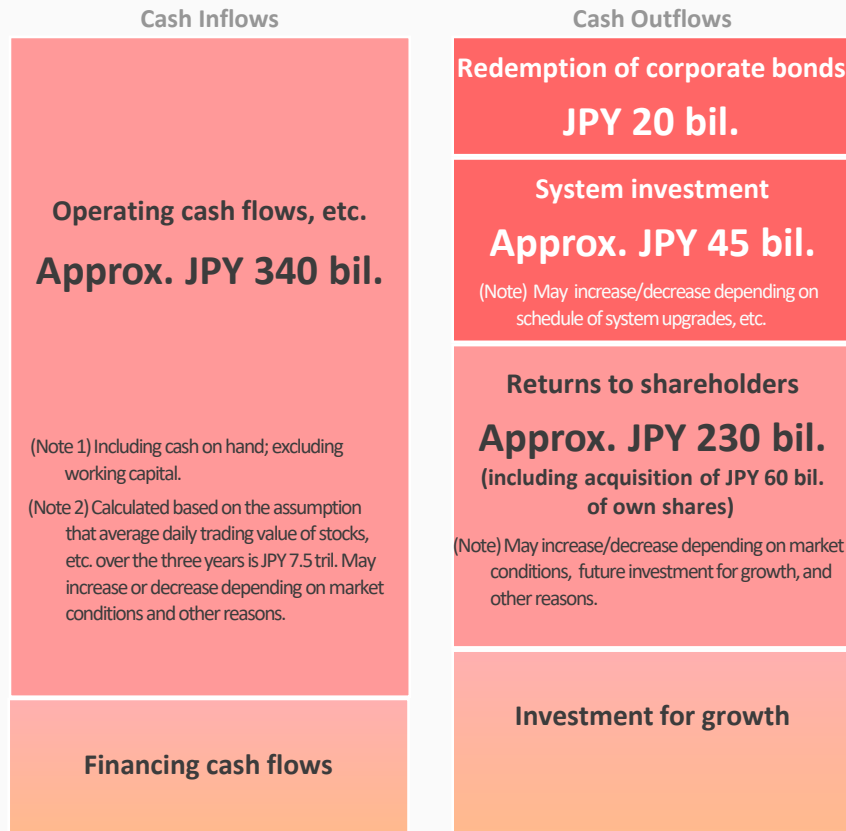 Cash Inflows
Operating cash flows, etc.
Approx. JPY 340 bil.
(Note 1) Including cash on hand; excluding
working capital.
(Note 2) Calculated based on the assumption
that average daily trading value of stocks,
etc. over the three years is JPY 7.5 tril. May
increase or decrease depending on market
conditions and other reasons.
Financing cash flows
Cash Outflows
Redemption of corporate bonds
JPY 20 bil.
System investment
Approx. JPY 45 bil.
(Note) May increase/decrease depending on
schedule of system upgrades, etc.
Returns to shareholders
Approx. JPY 230 bil.
(including acquisition of JPY 60 bil.
of own shares)
(Note) May increase/decrease depending on market
conditions, future investment for growth, and
other reasons.
Investment for growth